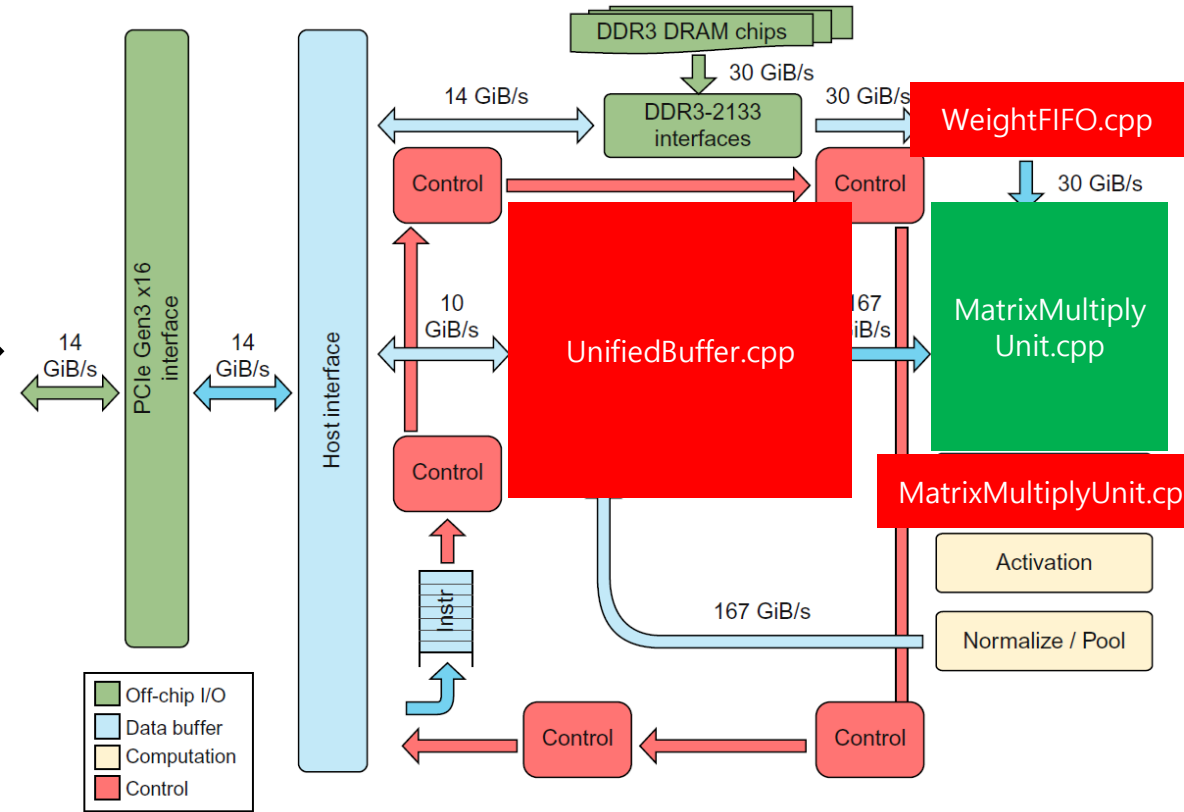 DDR3 DRAM chips
30 GiB/s
14 GiB/s
DDR3-2133
interfaces
30 GiB/s
WeightFIFO.cpp
Control
Control
30 GiB/s
PCIe Gen3 x16
interface
Host interface
14
GiB/s
14
GiB/s
10
GiB/s
UnifiedBuffer.cpp
167
GiB/s
MatrixMultiply
Unit.cpp
Control
MatrixMultiplyUnit.cp
Instr
Activation
167 GiB/s
Normalize / Pool
Off-chip I/O
Data buffer
Computation
Control
Control
Control